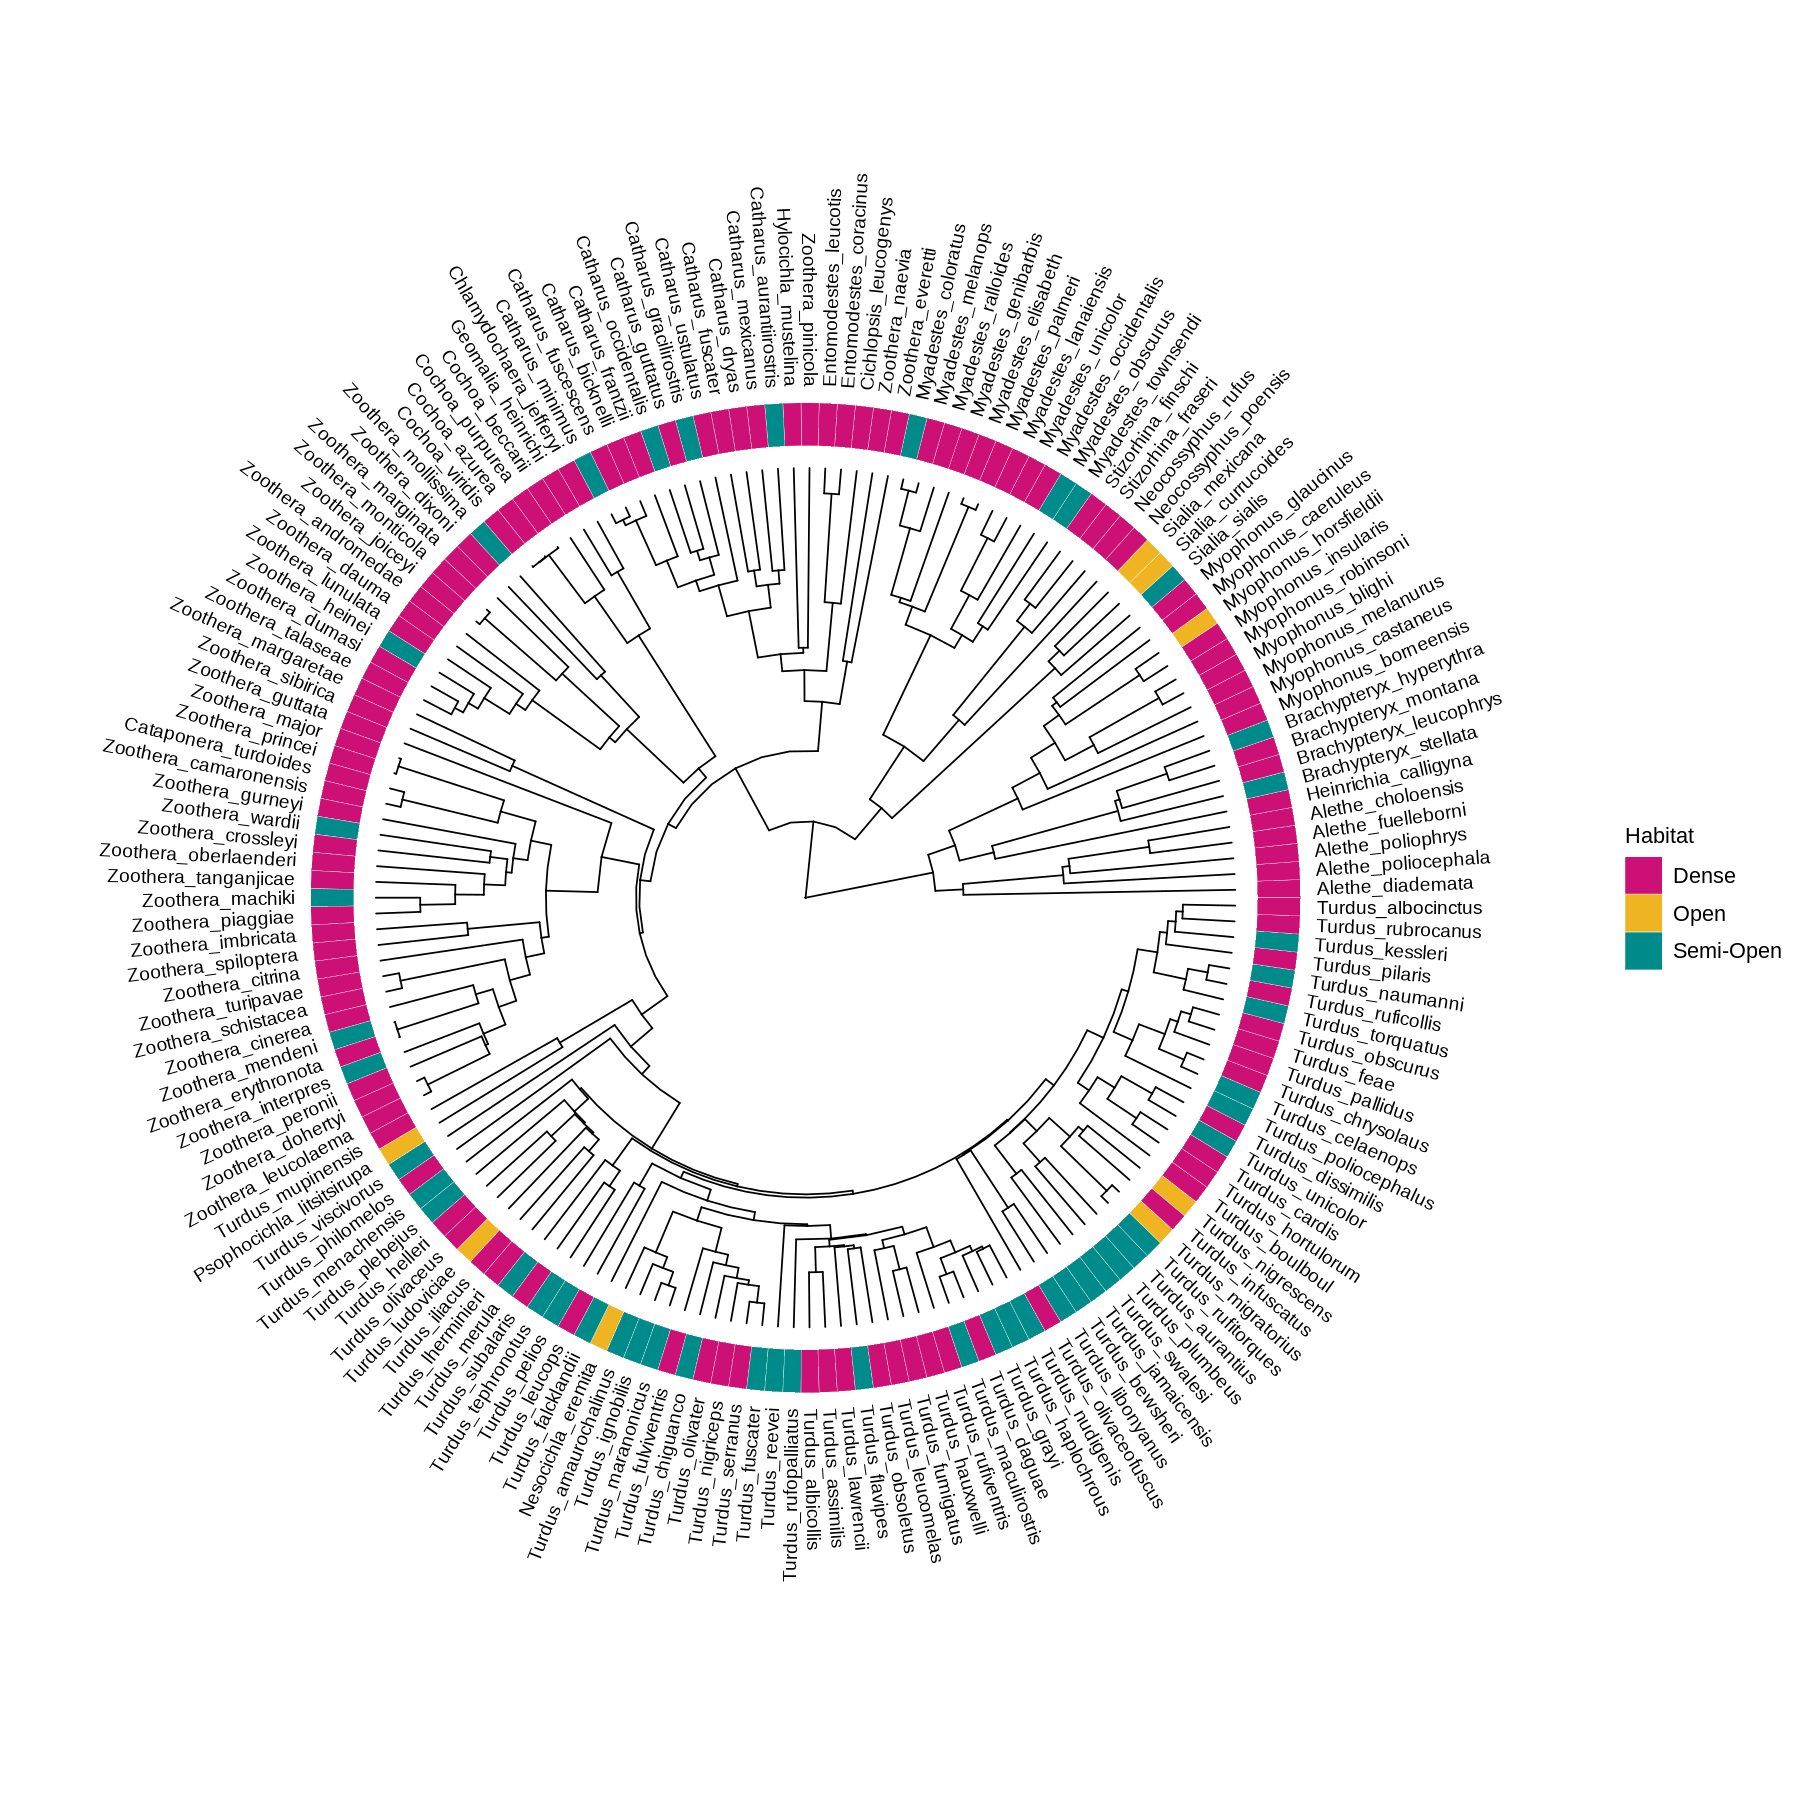 Zoothera_pinicola
Entomodestes_leucotis
Entomodestes_coracinus
Cichlopsis_leucogenys
Zoothera_naevia
Zoothera_everetti
Myadestes_coloratus
Myadestes_melanops
Myadestes_ralloides
Myadestes_genibarbis
Myadestes_elisabeth
Myadestes_palmeri
Myadestes_lanaiensis
Myadestes_unicolor
Myadestes_occidentalis
Myadestes_obscurus
Myadestes_townsendi
Stizorhina_finschi
Stizorhina_fraseri
Neocossyphus_rufus
Neocossyphus_poensis
Sialia_mexicana
Sialia_currucoides
Sialia_sialis
Myophonus_glaucinus
Myophonus_caeruleus
Myophonus_horsfieldii
Myophonus_insularis
Myophonus_robinsoni
Myophonus_blighi
Myophonus_melanurus
Myophonus_castaneus
Myophonus_borneensis
Brachypteryx_hyperythra
Brachypteryx_montana
Brachypteryx_leucophrys
Brachypteryx_stellata
Heinrichia_calligyna
Alethe_choloensis
Alethe_fuelleborni
Alethe_poliophrys
Alethe_poliocephala
Alethe_diademata
Turdus_albocinctus
Turdus_rubrocanus
Turdus_kessleri
Turdus_pilaris
Turdus_naumanni
Turdus_ruficollis
Turdus_torquatus
Turdus_obscurus
Turdus_feae
Turdus_pallidus
Turdus_chrysolaus
Turdus_celaenops
Turdus_poliocephalus
Turdus_dissimilis
Turdus_unicolor
Turdus_cardis
Turdus_hortulorum
Turdus_boulboul
Turdus_nigrescens
Turdus_infuscatus
Turdus_migratorius
Turdus_rufitorques
Turdus_aurantius
Turdus_plumbeus
Turdus_swalesi
Turdus_jamaicensis
Turdus_bewsheri
Turdus_libonyanus
Turdus_olivaceofuscus
Turdus_nudigenis
Turdus_haplochrous
Turdus_grayi
Turdus_daguae
Turdus_maculirostris
Turdus_rufiventris
Turdus_hauxwelli
Turdus_fumigatus
Turdus_leucomelas
Turdus_obsoletus
Turdus_flavipes
Turdus_lawrencii
Turdus_assimilis
Turdus_albicollis
Turdus_rufopalliatus
Turdus_reevei
Turdus_fuscater
Turdus_serranus
Turdus_nigriceps
Turdus_olivater
Turdus_chiguanco
Turdus_fulviventris
Turdus_maranonicus
Turdus_ignobilis
Turdus_amaurochalinus
Nesocichla_eremita
Turdus_falcklandii
Turdus_leucops
Turdus_pelios
Turdus_tephronotus
Turdus_subalaris
Turdus_merula
Turdus_lherminieri
Turdus_iliacus
Turdus_ludoviciae
Turdus_olivaceus
Turdus_helleri
Turdus_plebejus
Turdus_menachensis
Turdus_philomelos
Turdus_viscivorus
Psophocichla_litsitsirupa
Turdus_mupinensis
Zoothera_leucolaema
Zoothera_dohertyi
Zoothera_peronii
Zoothera_interpres
Zoothera_erythronota
Zoothera_mendeni
Zoothera_cinerea
Zoothera_schistacea
Zoothera_turipavae
Zoothera_citrina
Zoothera_spiloptera
Zoothera_imbricata
Zoothera_piaggiae
Zoothera_machiki
Zoothera_tanganjicae
Zoothera_oberlaenderi
Zoothera_crossleyi
Zoothera_wardii
Zoothera_gurneyi
Zoothera_camaronensis
Cataponera_turdoides
Zoothera_princei
Zoothera_major
Zoothera_guttata
Zoothera_sibirica
Zoothera_margaretae
Zoothera_talaseae
Zoothera_dumasi
Zoothera_heinei
Zoothera_lunulata
Zoothera_dauma
Zoothera_andromedae
Zoothera_joiceyi
Zoothera_monticola
Zoothera_marginata
Zoothera_dixoni
Zoothera_mollissima
Cochoa_viridis
Cochoa_azurea
Cochoa_purpurea
Cochoa_beccarii
Geomalia_heinrichi
Chlamydochaera_jefferyi
Catharus_minimus
Catharus_fuscescens
Catharus_bicknelli
Catharus_frantzii
Catharus_occidentalis
Catharus_guttatus
Catharus_gracilirostris
Catharus_ustulatus
Catharus_fuscater
Catharus_dryas
Catharus_mexicanus
Catharus_aurantiirostris
Hylocichla_mustelina
Habitat
Dense
Open
Semi-Open